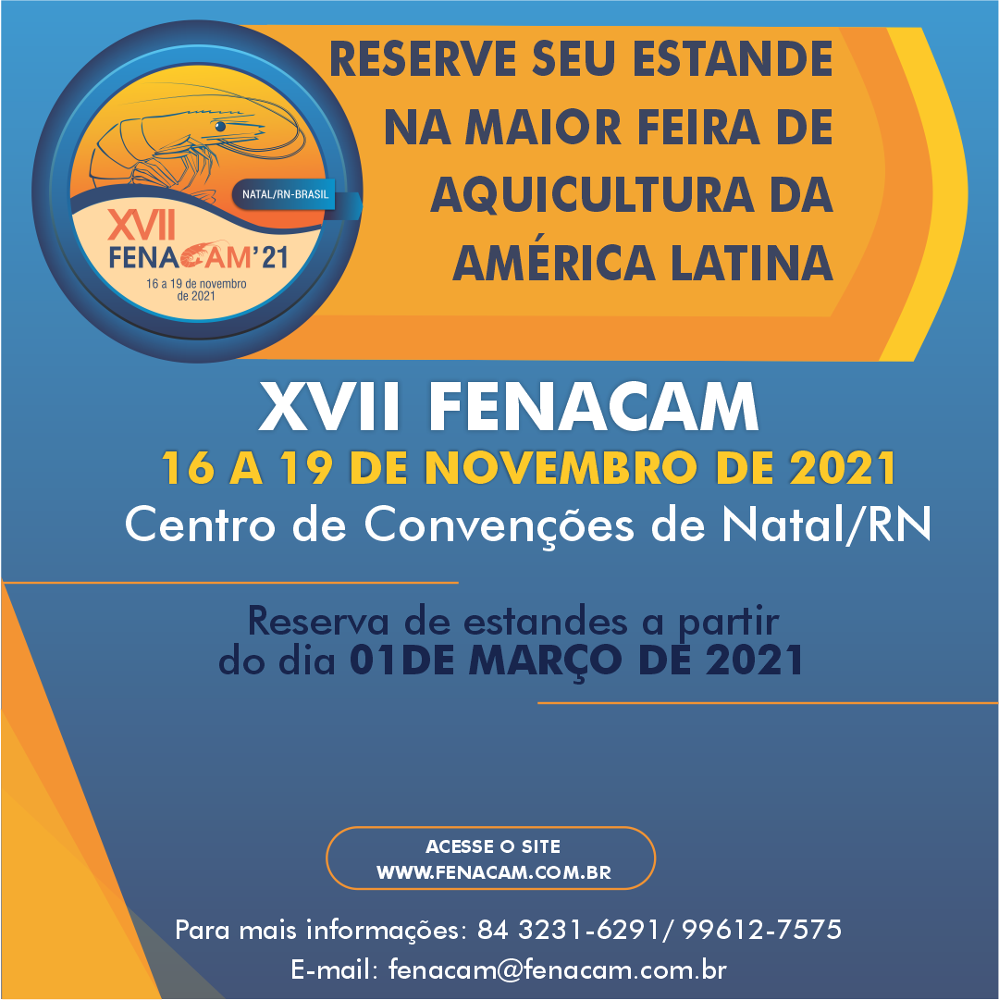 RESERVE SEU ESTANDE
NA MAIOR FEIRA DE
AQUICULTURA DA
AMÉRICA LATINA
NATAL/RN-BRASIL
XVII
FENACAM'21
16 a 19 de novembro
de 2021
XVII FENACAM
16 A 19 DE NOVEMBRO DE 2021
Centro de Convenções de Natal/RN
Reserva de estandes a partir
do dia 01DE MARÇO DE 2021
ACESSE O SITE
WWW.FENACAM.COM.BR
Para mais informações: 84 3231-6291/ 99612-7575
E-mail: fenacam@fenacam.com.br